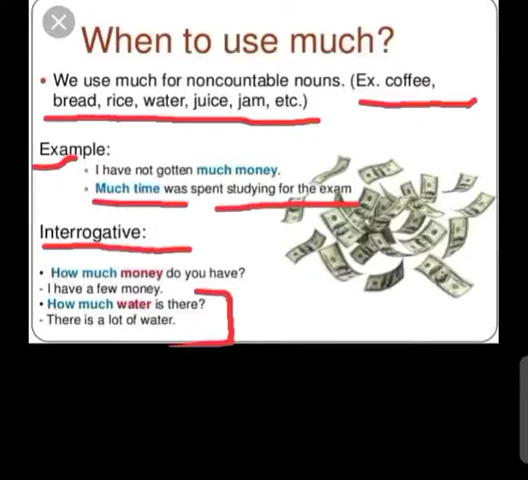 When to use much?
• We use much for noncountable nouns. (Ex. coffee,
bread, rice, water, juice, jam, etc.)
Example:
• I have not gotten much money.
• Much time was spent studying for the exam
Interrogative:
• How much money do you have?
- I have a few money.
• How much water is there?
- There is a lot of water.